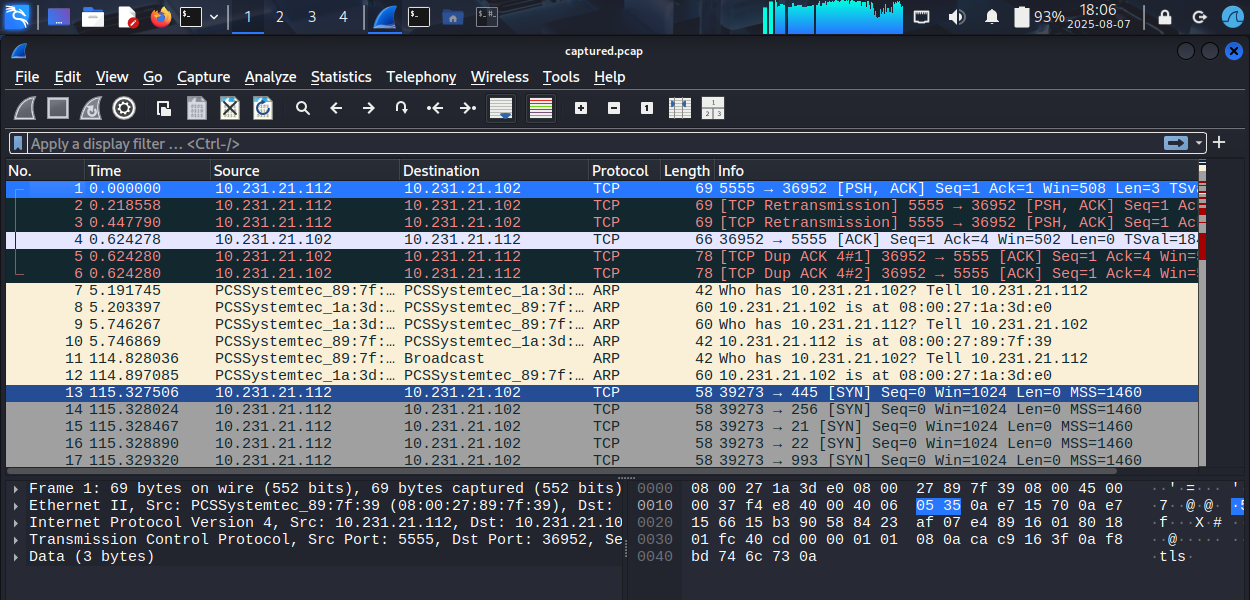 1 2 3 4 93% 18:06
2025-08-07
captured.pcap
File Edit View Go Capture Analyze Statistics Telephony Wireless Tools Help
Apply a display filter … <Ctrl-/>
No. Time Source Destination Protocol Length Info
1 0.000000 10.231.21.112 10.231.21.102 TCP 69 5555 → 36952 [PSH, ACK] Seq=1 Ack=1 Win=508 Len=3 TSva
2 0.218558 10.231.21.112 10.231.21.102 TCP 69 [TCP Retransmission] 5555 → 36952 [PSH, ACK] Seq=1 Ac
3 0.447790 10.231.21.112 10.231.21.102 TCP 69 [TCP Retransmission] 5555 → 36952 [PSH, ACK] Seq=1 Ac
4 0.624278 10.231.21.102 10.231.21.112 TCP 66 36952 → 5555 [ACK] Seq=1 Ack=4 Win=502 Len=0 TSval=18
5 0.624280 10.231.21.102 10.231.21.112 TCP 78 [TCP Dup ACK 4#1] 36952 → 5555 [ACK] Seq=1 Ack=4 Win=
6 0.624280 10.231.21.102 10.231.21.112 TCP 78 [TCP Dup ACK 4#2] 36952 → 5555 [ACK] Seq=1 Ack=4 Win=
7 5.191745 PCSSystemtec_89:7f:… PCSSystemtec_1a:3d:… ARP 42 Who has 10.231.21.102? Tell 10.231.21.112
8 5.203397 PCSSystemtec_1a:3d:… PCSSystemtec_89:7f:… ARP 60 10.231.21.102 is at 08:00:27:1a:3d:e0
9 5.746267 PCSSystemtec_1a:3d:… PCSSystemtec_89:7f:… ARP 60 Who has 10.231.21.112? Tell 10.231.21.102
10 5.746869 PCSSystemtec_89:7f:… PCSSystemtec_1a:3d:… ARP 42 10.231.21.112 is at 08:00:27:89:7f:39
11 114.828036 PCSSystemtec_89:7f:… Broadcast ARP 42 Who has 10.231.21.102? Tell 10.231.21.112
12 114.897085 PCSSystemtec_1a:3d:… PCSSystemtec_89:7f:… ARP 60 10.231.21.102 is at 08:00:27:1a:3d:e0
13 115.327506 10.231.21.112 10.231.21.102 TCP 58 39273 → 445 [SYN] Seq=0 Win=1024 Len=0 MSS=1460
14 115.328024 10.231.21.112 10.231.21.102 TCP 58 39273 → 256 [SYN] Seq=0 Win=1024 Len=0 MSS=1460
15 115.328467 10.231.21.112 10.231.21.102 TCP 58 39273 → 21 [SYN] Seq=0 Win=1024 Len=0 MSS=1460
16 115.328890 10.231.21.112 10.231.21.102 TCP 58 39273 → 22 [SYN] Seq=0 Win=1024 Len=0 MSS=1460
17 115.329320 10.231.21.112 10.231.21.102 TCP 58 39273 → 993 [SYN] Seq=0 Win=1024 Len=0 MSS=1460
Frame 1: 69 bytes on wire (552 bits), 69 bytes captured (552 bits)
Ethernet II, Src: PCSSystemtec_89:7f:39 (08:00:27:89:7f:39), Dst:
Internet Protocol Version 4, Src: 10.231.21.112, Dst: 10.231.21.10
Transmission Control Protocol, Src Port: 5555, Dst Port: 36952, Se
Data (3 bytes)
0000 08 00 27 1a 3d e0 08 00 27 89 7f 39 08 00 45 00 ··'·=··· '·
0010 00 37 f4 e8 40 00 40 06 05 35 0a e7 15 70 0a e7 ·7··@·@· ·5
0020 15 66 15 b3 90 58 84 23 af 07 e4 89 16 01 80 18 ·f···X·# ··
0030 01 fc 40 cd 00 00 01 01 08 0a ca c9 16 3f 0a f8 ··@····· ··
0040 bd 74 6c 73 0a ·tls·